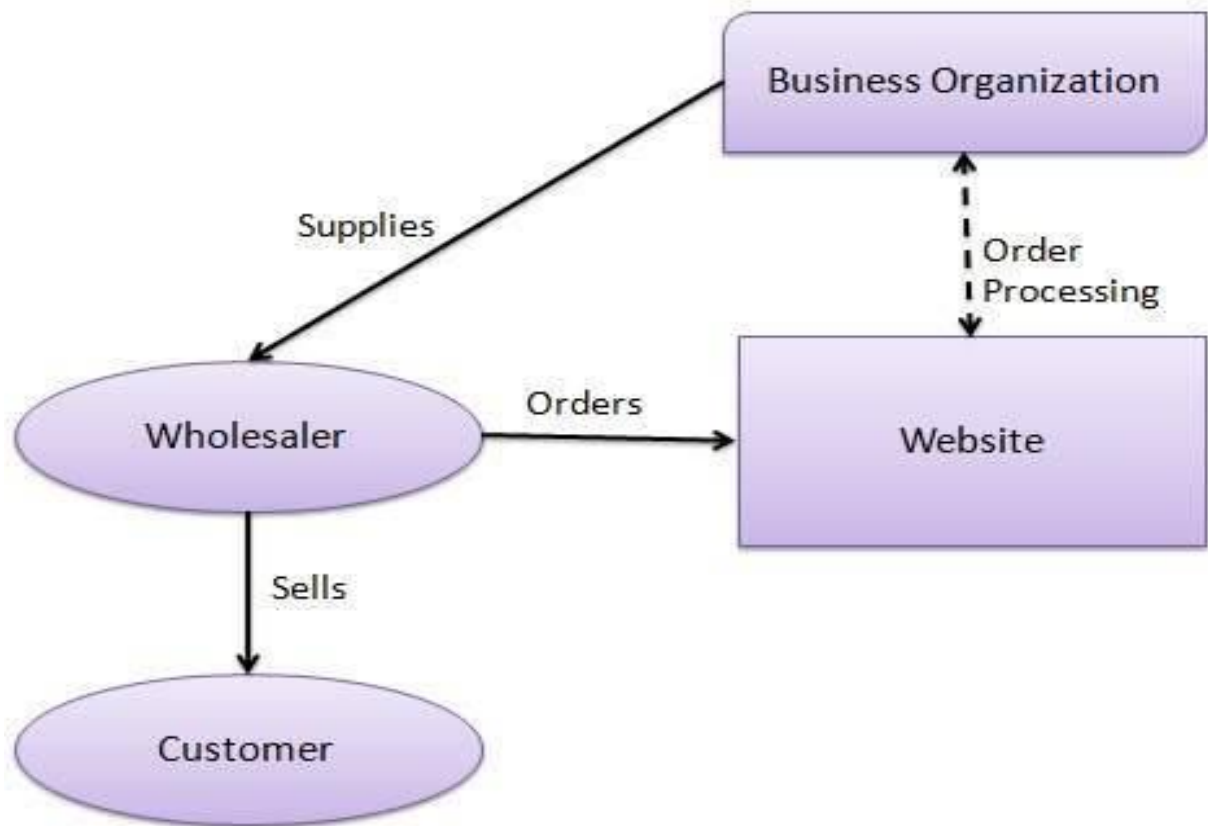 Business Organization
Supplies
Order
Processing
Orders
Wholesaler
Website
Sells
Customer